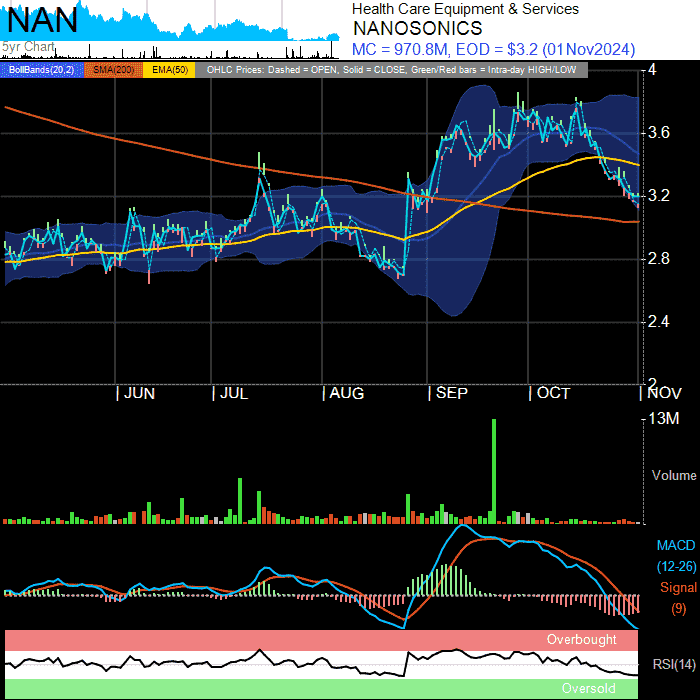 NAN
Health Care Equipment & Services
NANOSONICS
5yr Chart
MC = 970.8M, EOD = $3.2 (01Nov2024)
BollBands(20,2) SMA(200) EMA(50) OHLC Prices: Dashed = OPEN, Solid = CLOSE, Green/Red bars = Intra-day HIGH/LOW
4
3.6
3.2
2.8
2.4
2
| JUN | JUL | AUG | SEP | OCT | NOV
13M
Volume
MACD
(12-26)
Signal
(9)
Overbought
RSI(14)
Oversold